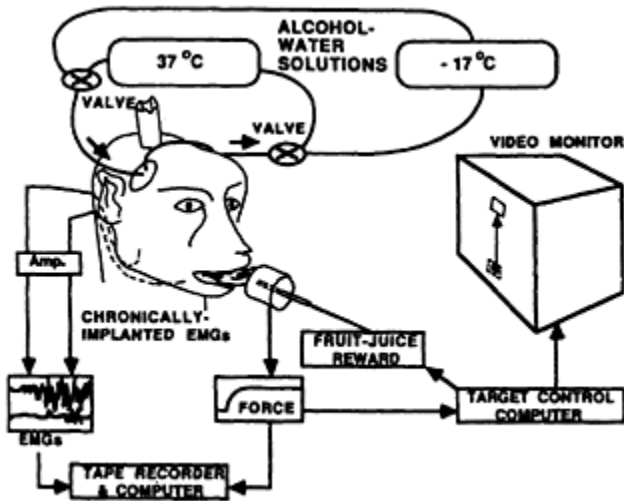 ALCOHOL-
WATER
SOLUTIONS
37 °C
- 17 °C
VALVE
VALVE
VIDEO MONITOR
Amp.
CHRONICALLY-
IMPLANTED EMGs
FRUIT-JUICE
REWARD
TARGET CONTROL
COMPUTER
FORCE
EMGs
TAPE RECORDER
& COMPUTER